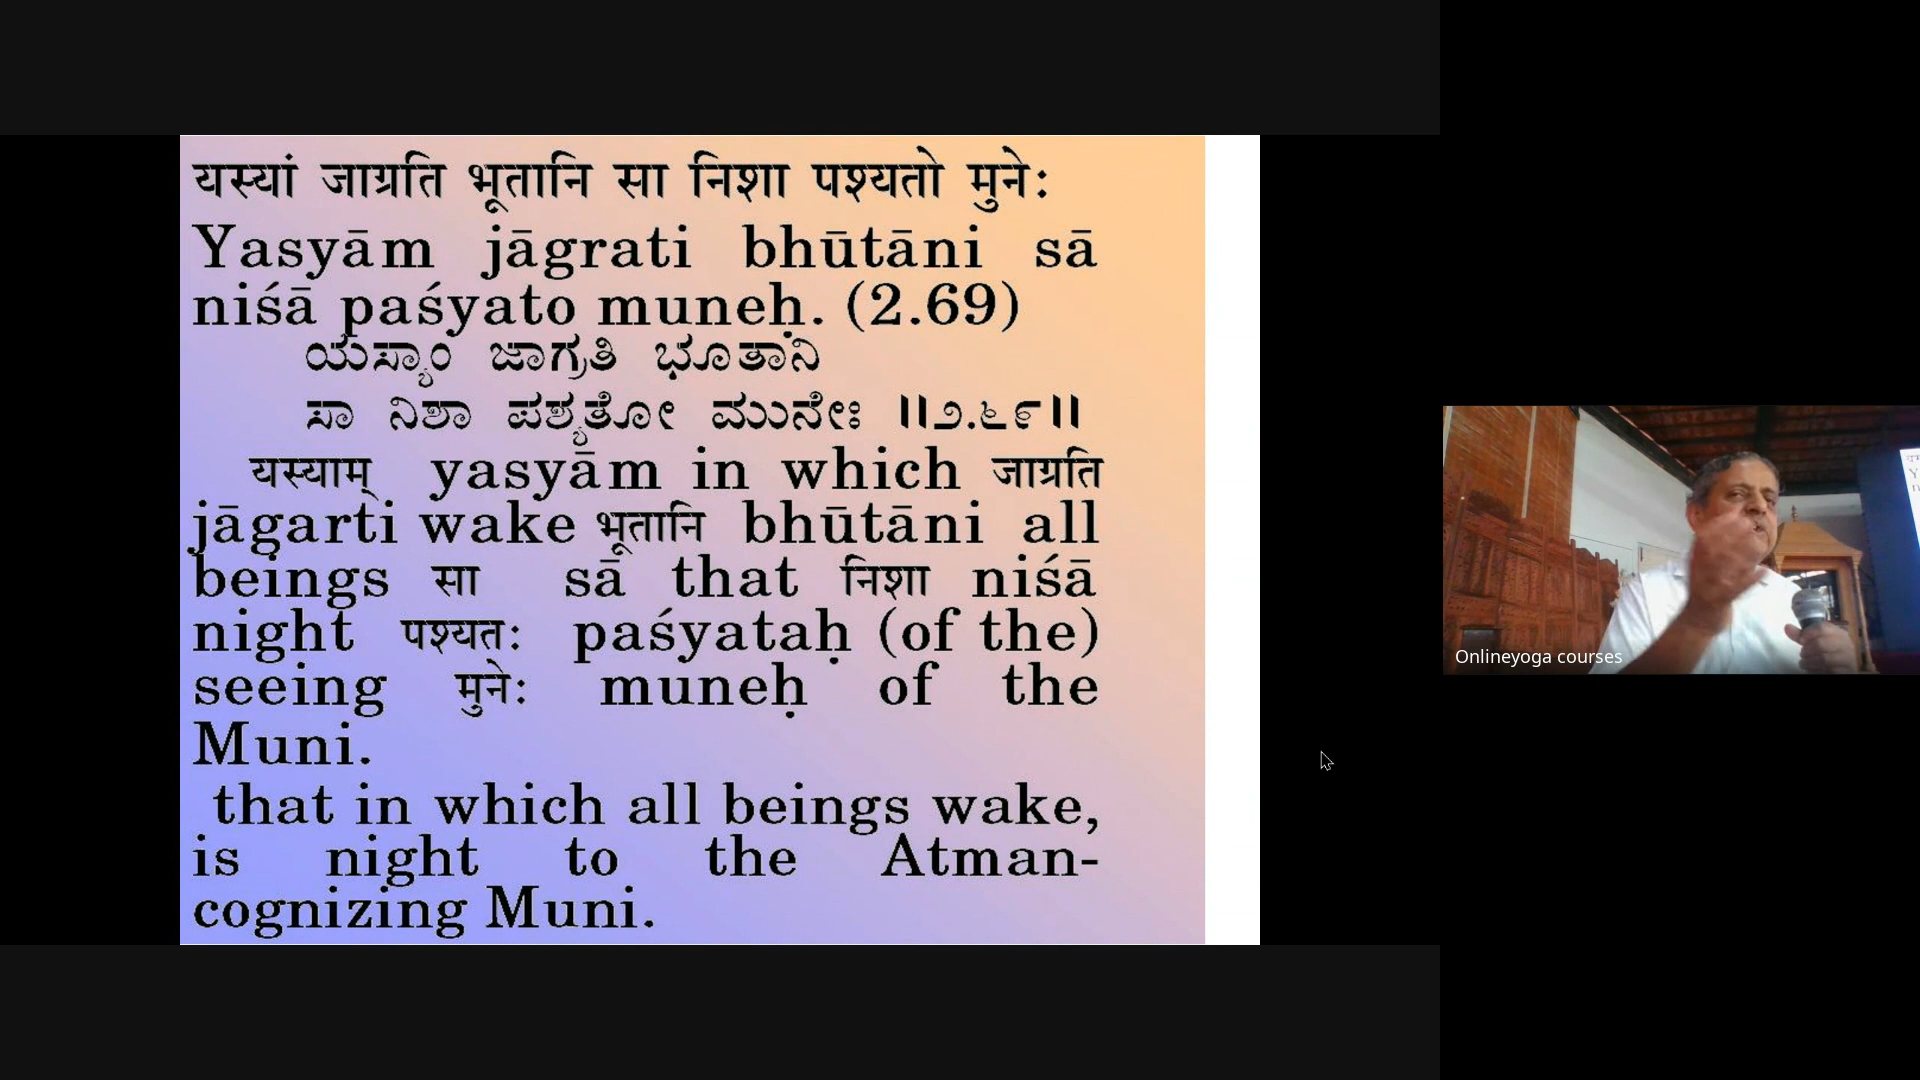 यस्यां जाग्रति भूतानि सा निशा पश्यतो मुनेः
Yasyām jāgrati bhūtāni sā
niśā paśyato muneḥ. (2.69)
ಯಸ್ಯಾಂ ಜಾಗ್ರತಿ ಭೂತಾನಿ
ಸಾ ನಿಶಾ ಪಶ್ಯತೋ ಮುನೇಃ ॥೨.೬೯॥
यस्याम् yasyām in which जाग्रति
jāgarti wake भूतानि bhūtāni all
beings सा sā that निशा niśā
night पश्यतः paśyataḥ (of the)
seeing मुनेः muneḥ of the
Muni.
that in which all beings wake,
is night to the Atman-
cognizing Muni.
Onlineyoga courses